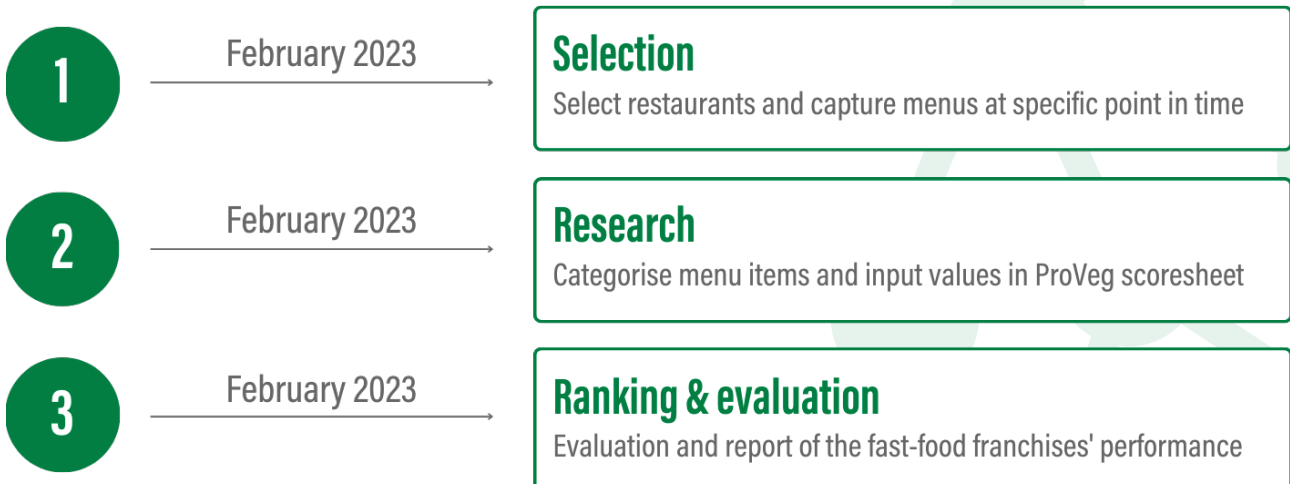 1
February 2023
Selection
Select restaurants and capture menus at specific point in time
2
February 2023
Research
Categorise menu items and input values in ProVeg scoresheet
3
February 2023
Ranking & evaluation
Evaluation and report of the fast-food franchises' performance